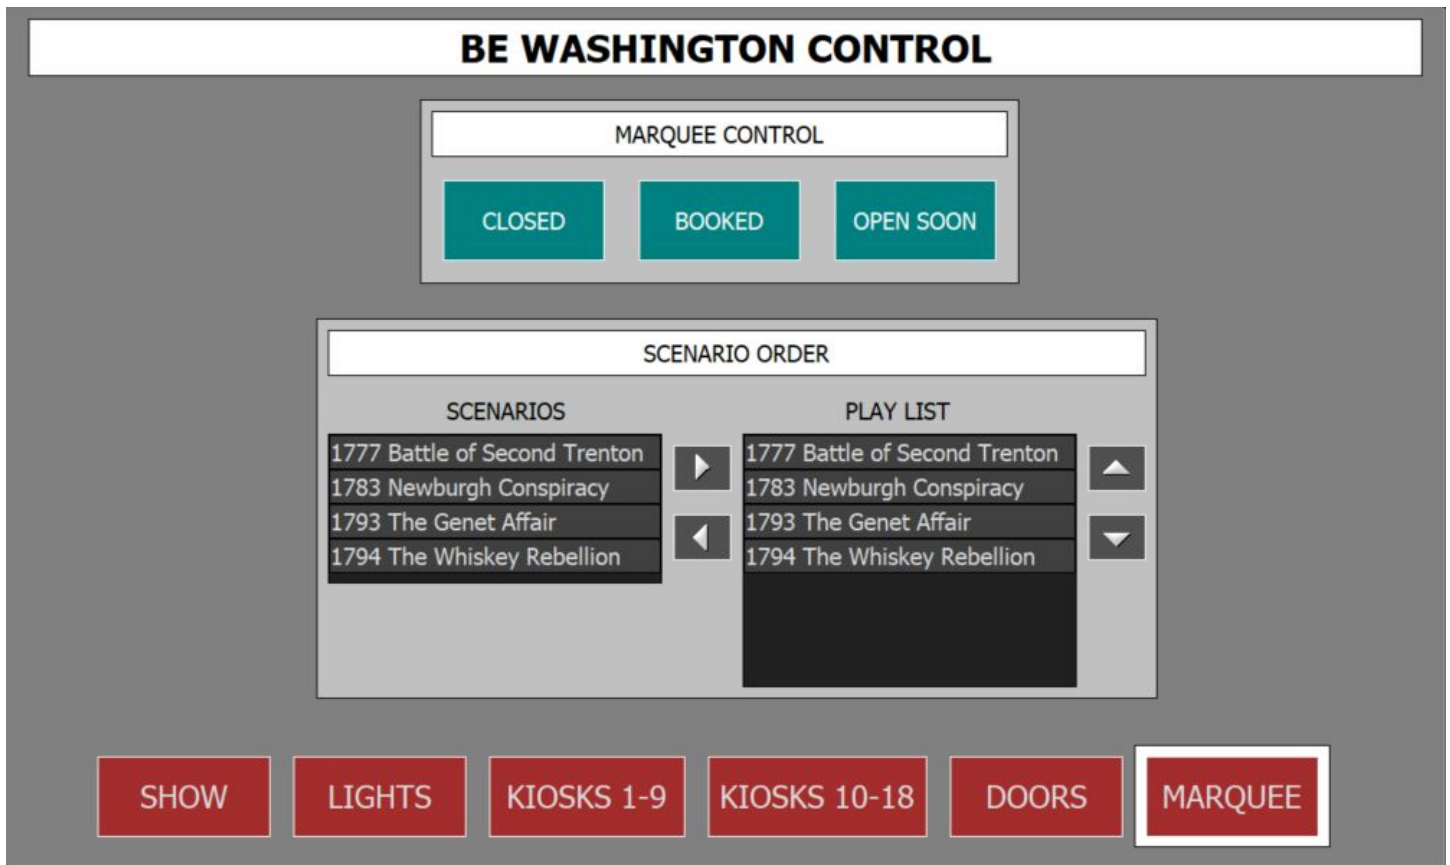 BE WASHINGTON CONTROL
MARQUEE CONTROL
CLOSED
BOOKED
OPEN SOON
SCENARIO ORDER
SCENARIOS
1777 Battle of Second Trenton
1783 Newburgh Conspiracy
1793 The Genet Affair
1794 The Whiskey Rebellion
PLAY LIST
1777 Battle of Second Trenton
1783 Newburgh Conspiracy
1793 The Genet Affair
1794 The Whiskey Rebellion
SHOW
LIGHTS
KIOSKS 1-9
KIOSKS 10-18
DOORS
MARQUEE